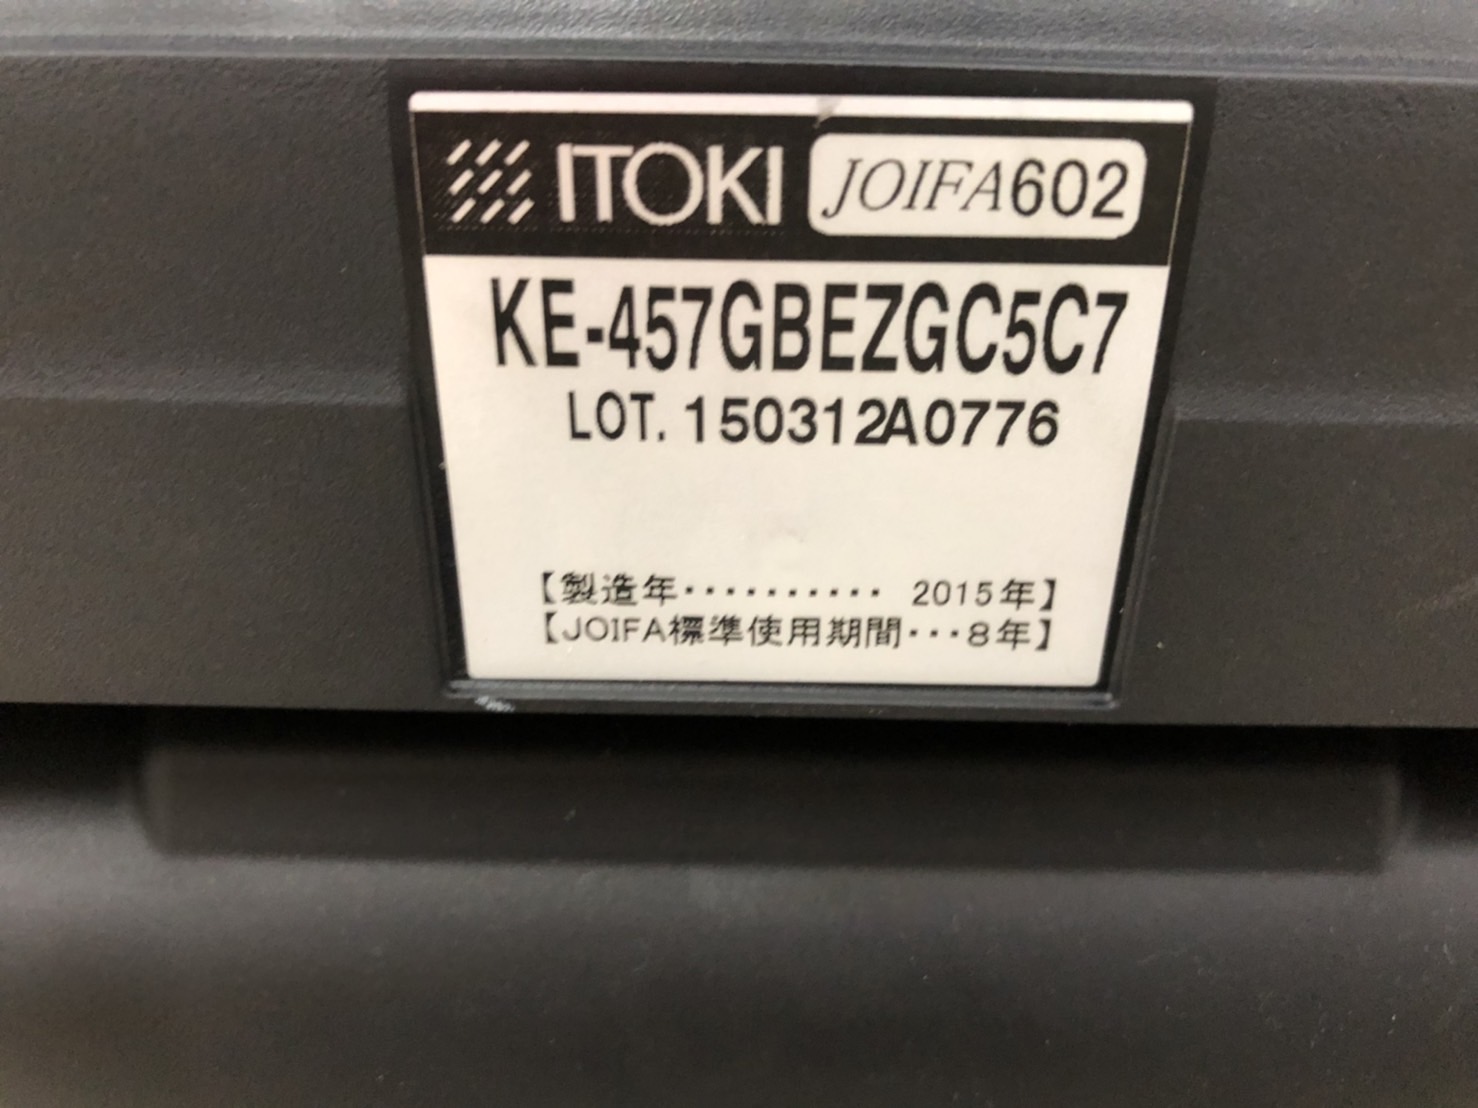 ITOKI JOIFA602
KE-457GBEZGC5C7
LOT. 150312A0776
【製造年・・・・・・・・・・ 2015年】
【JOIFA標準使用期間・・・8年】